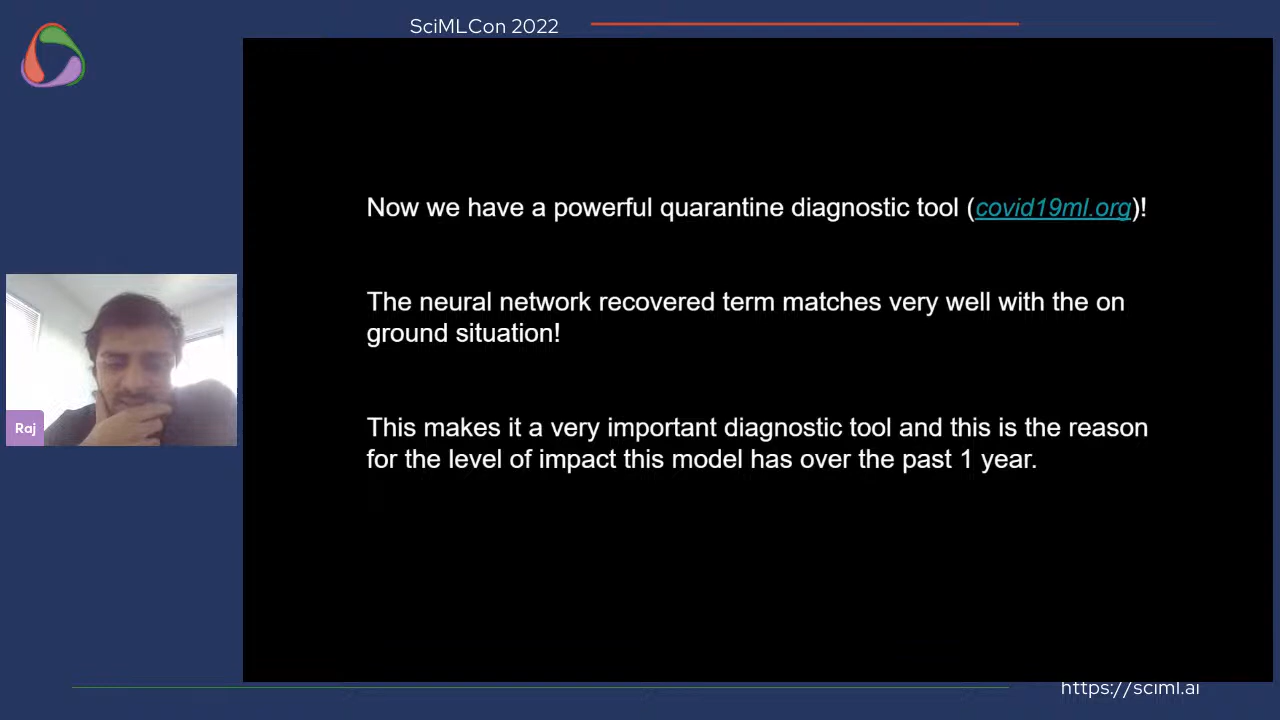 SciMLCon 2022
Now we have a powerful quarantine diagnostic tool (covid19ml.org)!
The neural network recovered term matches very well with the on
ground situation!
This makes it a very important diagnostic tool and this is the reason
for the level of impact this model has over the past 1 year.
Raj
https://sciml.ai